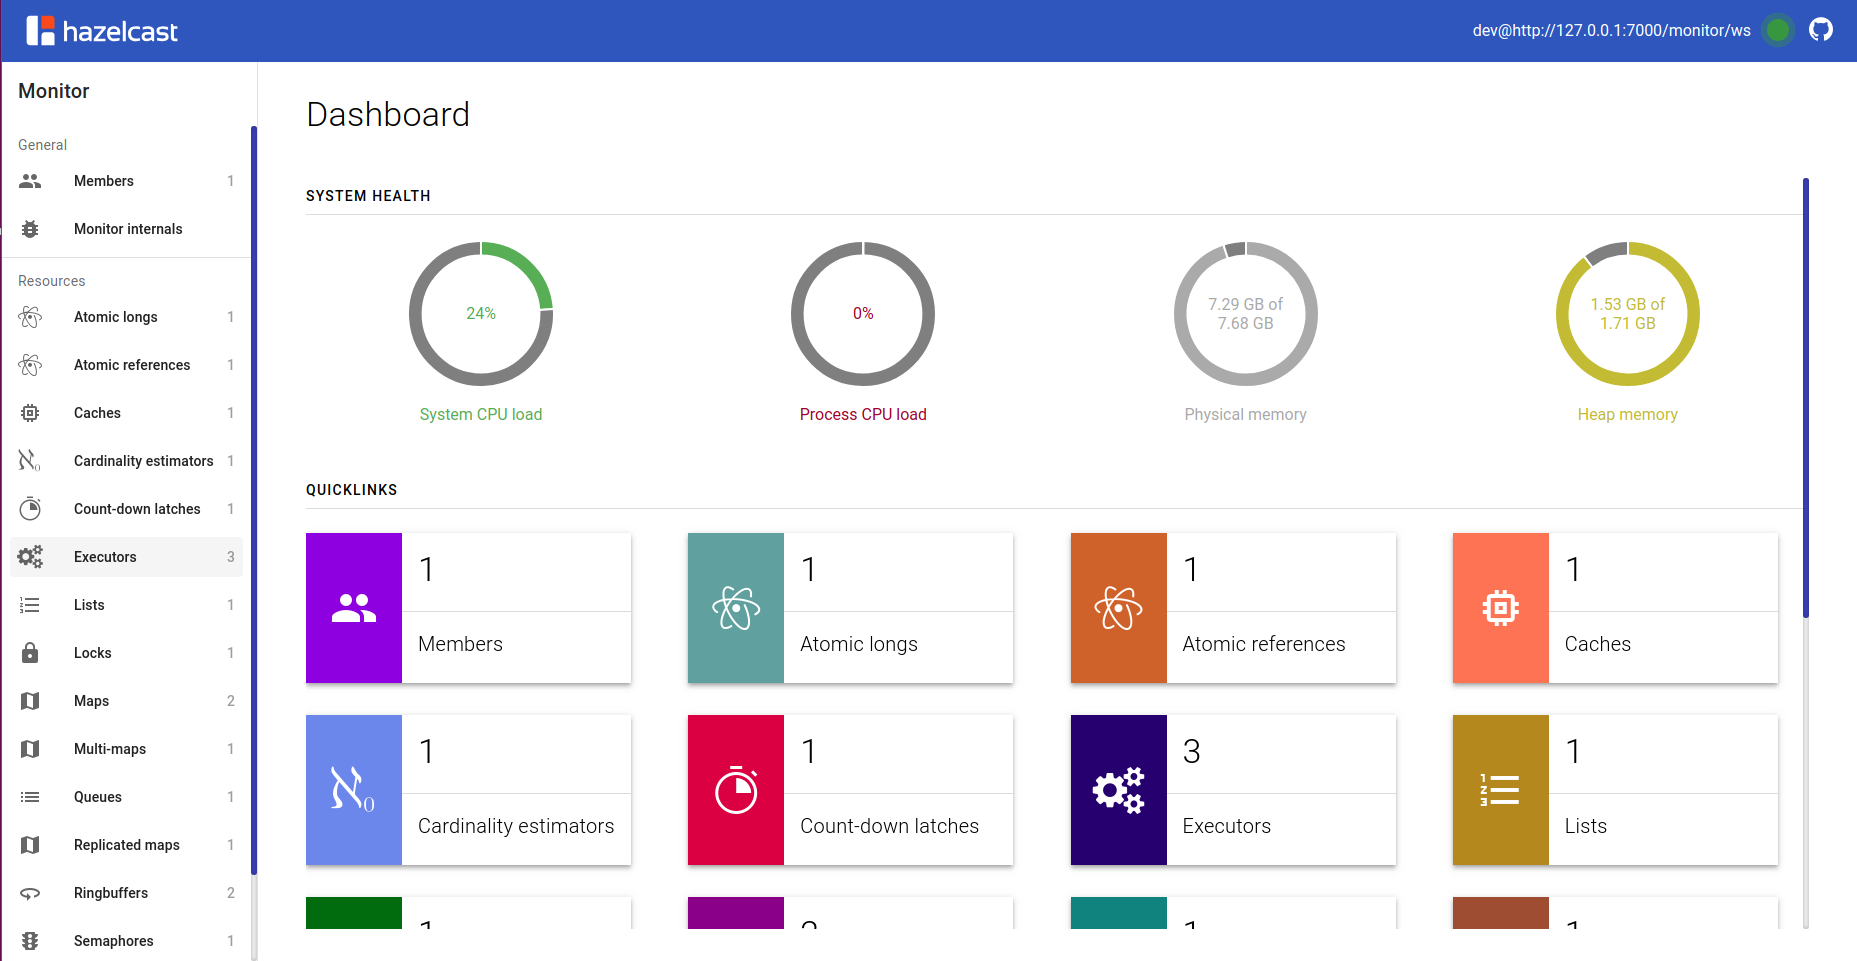 hazelcast
dev@http://127.0.0.1:7000/monitor/ws
Monitor
General
Members 1
Monitor internals
Resources
Atomic longs 1
Atomic references 1
Caches 1
Cardinality estimators 1
Count-down latches 1
Executors 3
Lists 1
Locks 1
Maps 2
Multi-maps 1
Queues 1
Replicated maps 1
Ringbuffers 2
Semaphores 1
Dashboard
SYSTEM HEALTH
24%
System CPU load
0%
Process CPU load
7.29 GB of
7.68 GB
Physical memory
1.53 GB of
1.71 GB
Heap memory
QUICKLINKS
1
Members
1
Atomic longs
1
Atomic references
1
Caches
1
Cardinality estimators
1
Count-down latches
3
Executors
1
Lists